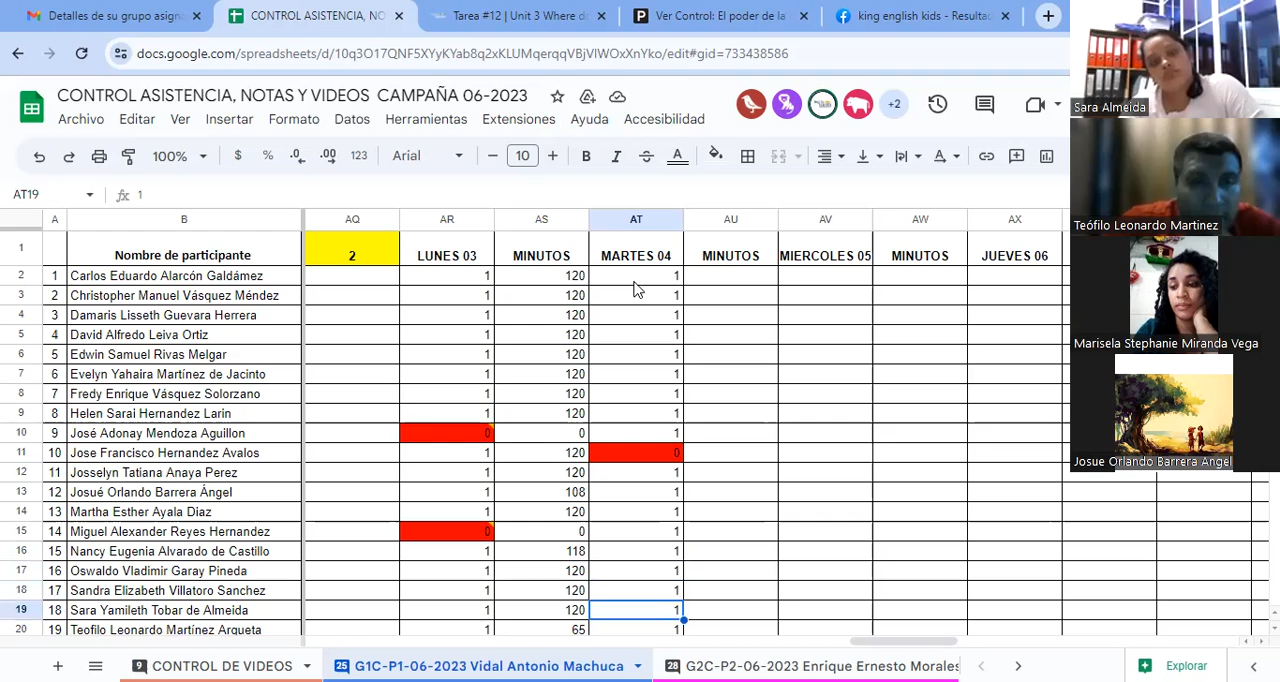 Detalles de su grupo asigna
CONTROL ASISTENCIA, NO
Tarea #12 | Unit 3 Where d
Ver Control: El poder de la
king english kids - Resultac
docs.google.com/spreadsheets/d/10q3O17QNF5VyKYaH8q2xKLUMqerqqVBjVIWOxXnYko/edit#gid=733438586
CONTROL ASISTENCIA, NOTAS Y VIDEOS CAMPAÑA 06-2023
+2
Archivo Editar Ver Insertar Formato Datos Extensiones Ayuda Accesibilidad
100% $ % .0 .00 123 Arial 10 B I A
AT19 fx 1
A B AQ AR AS AT AU AV AW AX
1 Nombre de participante 2 LUNES 03 MINUTOS MARTES 04 MINUTOS MIERCOLES 05 MINUTOS JUEVES 06
2 1 Carlos Eduardo Alarcón Galdámez 1 120 1
3 2 Christopher Manuel Vásquez Méndez 1 120 1
4 3 Damaris Lisseth Guevara Herrera 120 1
5 4 David Alfredo Leiva Ortiz 120 1
6 5 Edwin Samuel Rivas Melgar 1 120 1
7 6 Evelyn Yahaira Martínez de Jacinto 1 120 1
8 7 Fredy Enrique Vásquez Solorzano 1 120 1
9 8 Helen Sarai Hernandez Larin 1 120 1
10 9 José Adonay Mendoza Aguillon 0 0 1
11 10 Jose Francisco Hernandez Avalos 1 120 0
12 11 Josselyn Tatiana Anaya Perez 1 120 1
13 12 Josué Orlando Barrera Ángel 1 108 1
14 13 Martha Esther Ayala Diaz 1 120 1
15 14 Miguel Alexander Reyes Hernandez 0 0 1
16 15 Nancy Eugenia Alvarado de Castillo 1 118 1
17 16 Oswaldo Vladimir Garay Pineda 1 120 1
18 17 Sandra Elizabeth Villatoro Sanchez 1 120 1
19 18 Sara Yamileth Tobar de Almeida 1 120 1
20 19 Teofilo Leonardo Martínez Argueta 1 65 1
9 CONTROL DE VIDEOS
25 G1C-P1-06-2023 Vidal Antonio Machuca
28 G2C-P2-06-2023 Enrique Ernesto Morales
Explorar
Sara Almeida
Teófilo Leonardo Martinez
Marisela Stephanie Miranda Vega
Josue Orlando Barrera Angel